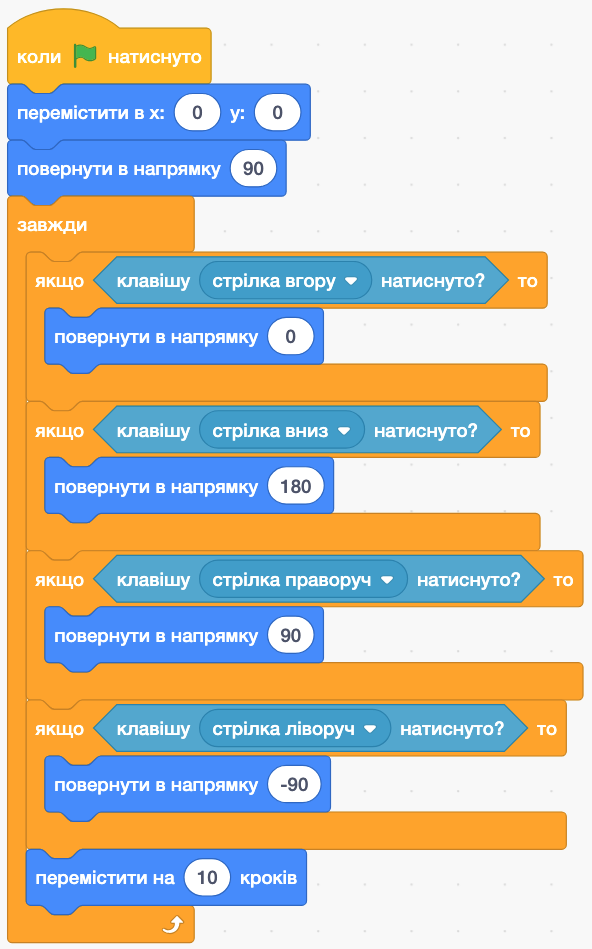 коли натиснуто
перемістити в x: 0 y: 0
повернути в напрямку 90
завжди
якщо клавішу стрілка вгору натиснуто? то
повернути в напрямку 0
якщо клавішу стрілка вниз натиснуто? то
повернути в напрямку 180
якщо клавішу стрілка праворуч натиснуто? то
повернути в напрямку 90
якщо клавішу стрілка ліворуч натиснуто? то
повернути в напрямку -90
перемістити на 10 кроків